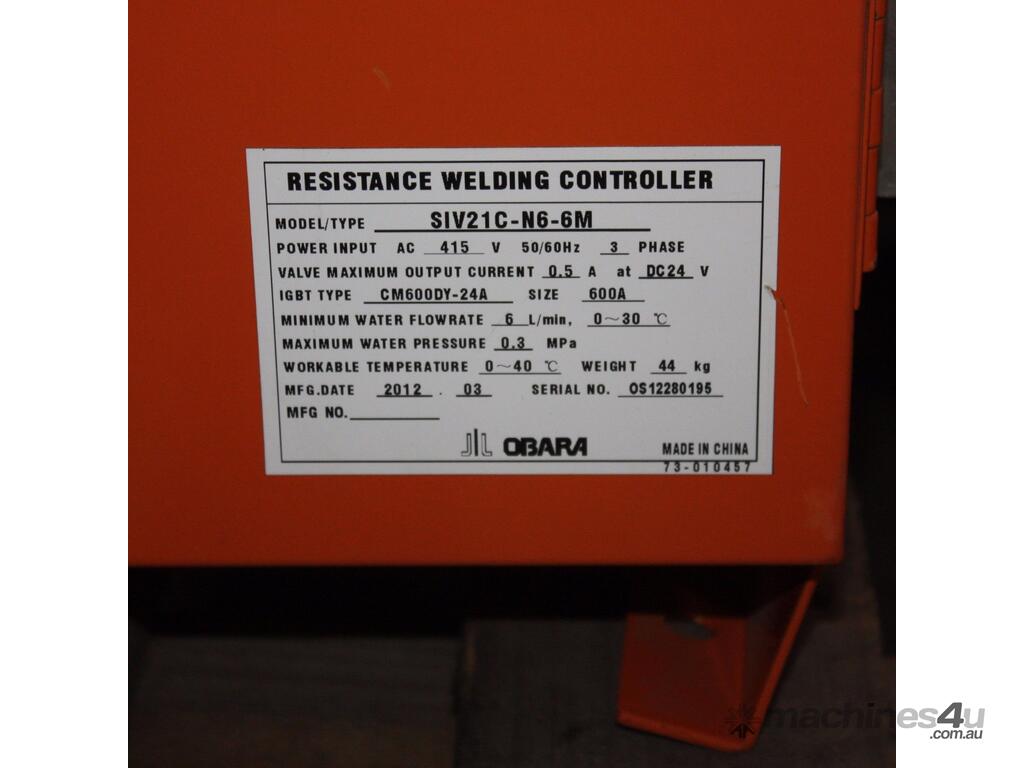 RESISTANCE WELDING CONTROLLER
MODEL/TYPE SIV21C-N6-6M
POWER INPUT AC 415 V 50/60Hz 3 PHASE
VALVE MAXIMUM OUTPUT CURRENT 0.5 A at DC24 V
IGBT TYPE CM600DY-24A SIZE 600A
MINIMUM WATER FLOWRATE 6 L/min, 0~30 ℃
MAXIMUM WATER PRESSURE 0.3 MPa
WORKABLE TEMPERATURE 0~40 ℃ WEIGHT 44 kg
MFG.DATE 2012 . 03 SERIAL NO. OS12280195
MFG NO.
OBARA MADE IN CHINA
73-010457
machines4u
.com.au